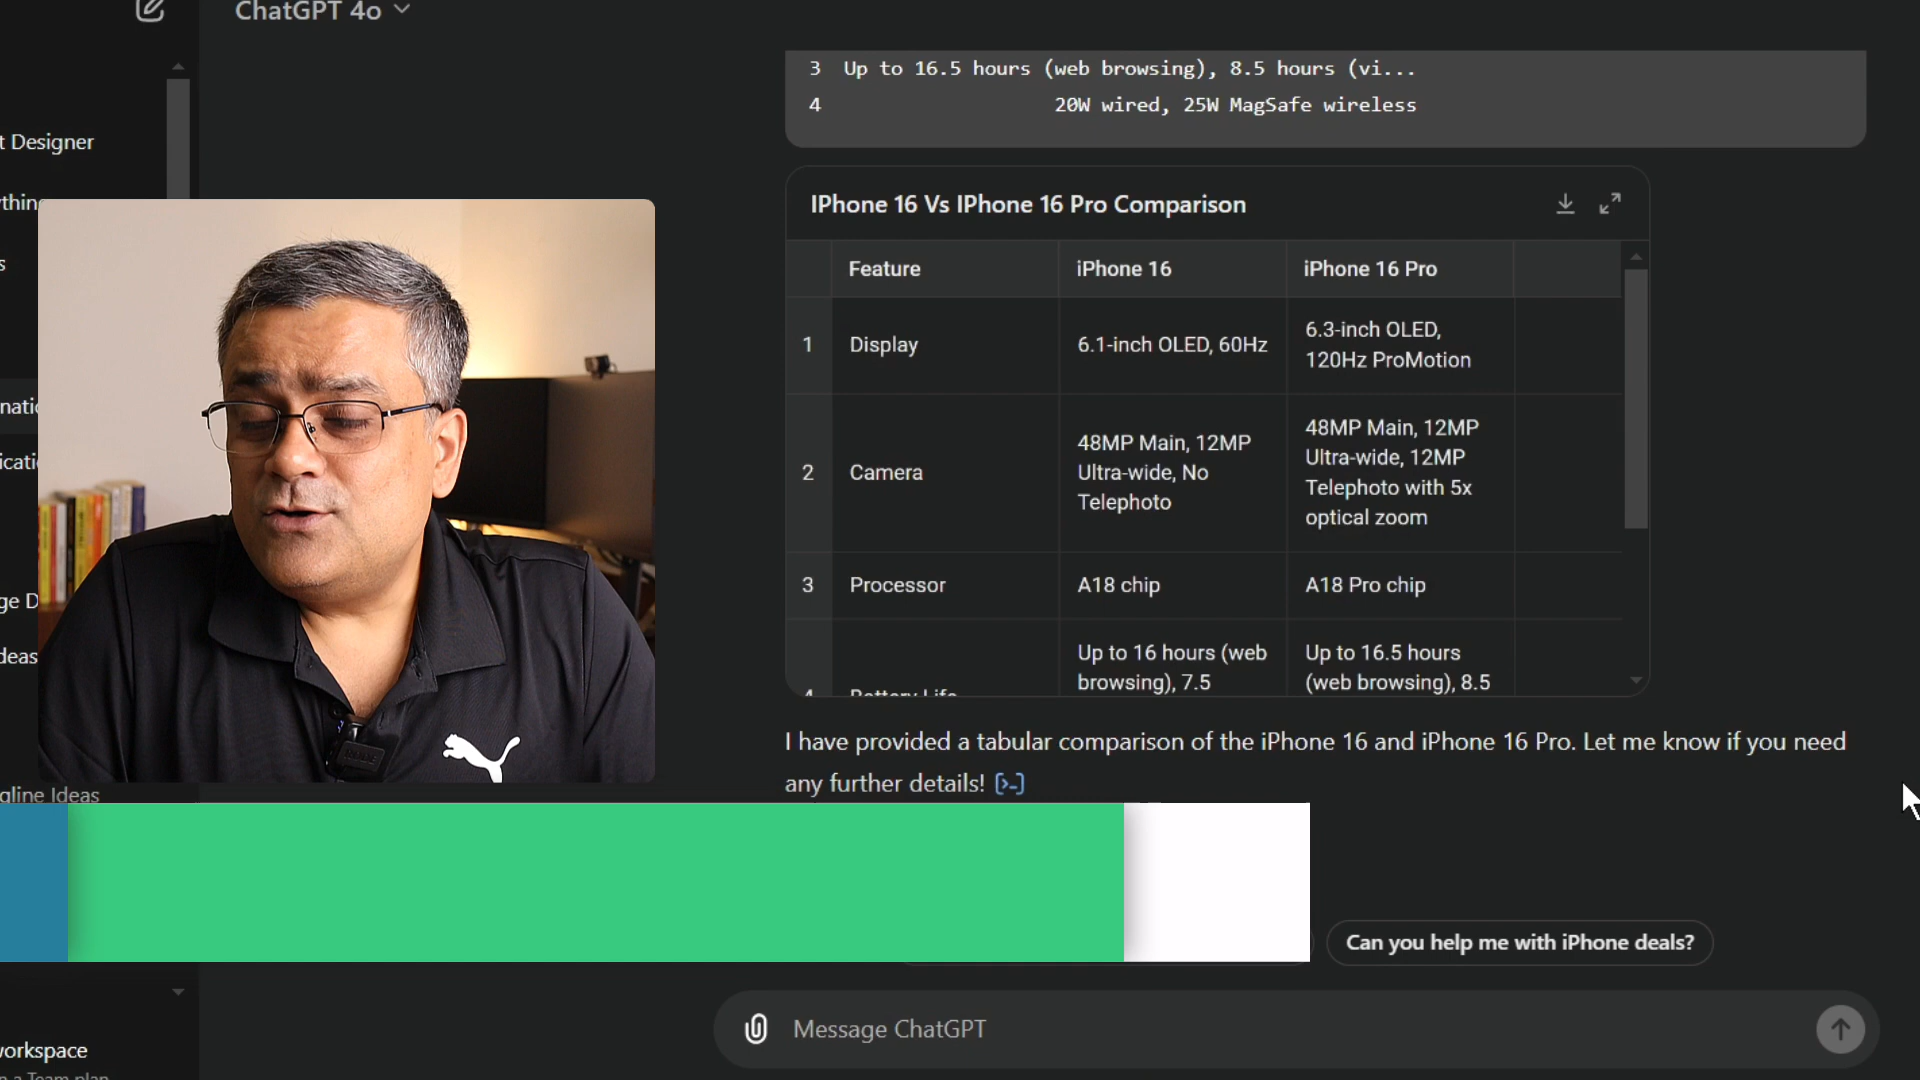 ChatGPT 4o
3 Up to 16.5 hours (web browsing), 8.5 hours (vi...
4 20W wired, 25W MagSafe wireless
t Designer
IPhone 16 Vs IPhone 16 Pro Comparison
Feature iPhone 16 iPhone 16 Pro
1 Display 6.1-inch OLED, 60Hz 6.3-inch OLED,
120Hz ProMotion
2 Camera 48MP Main, 12MP
Ultra-wide, No
Telephoto
48MP Main, 12MP
Ultra-wide, 12MP
Telephoto with 5x
optical zoom
3 Processor A18 chip A18 Pro chip
4 Battery Life Up to 16 hours (web
browsing), 7.5
Up to 16.5 hours
(web browsing), 8.5
I have provided a tabular comparison of the iPhone 16 and iPhone 16 Pro. Let me know if you need
any further details!
gline Ideas
Can you help me with iPhone deals?
Message ChatGPT
workspace
n a Team plan